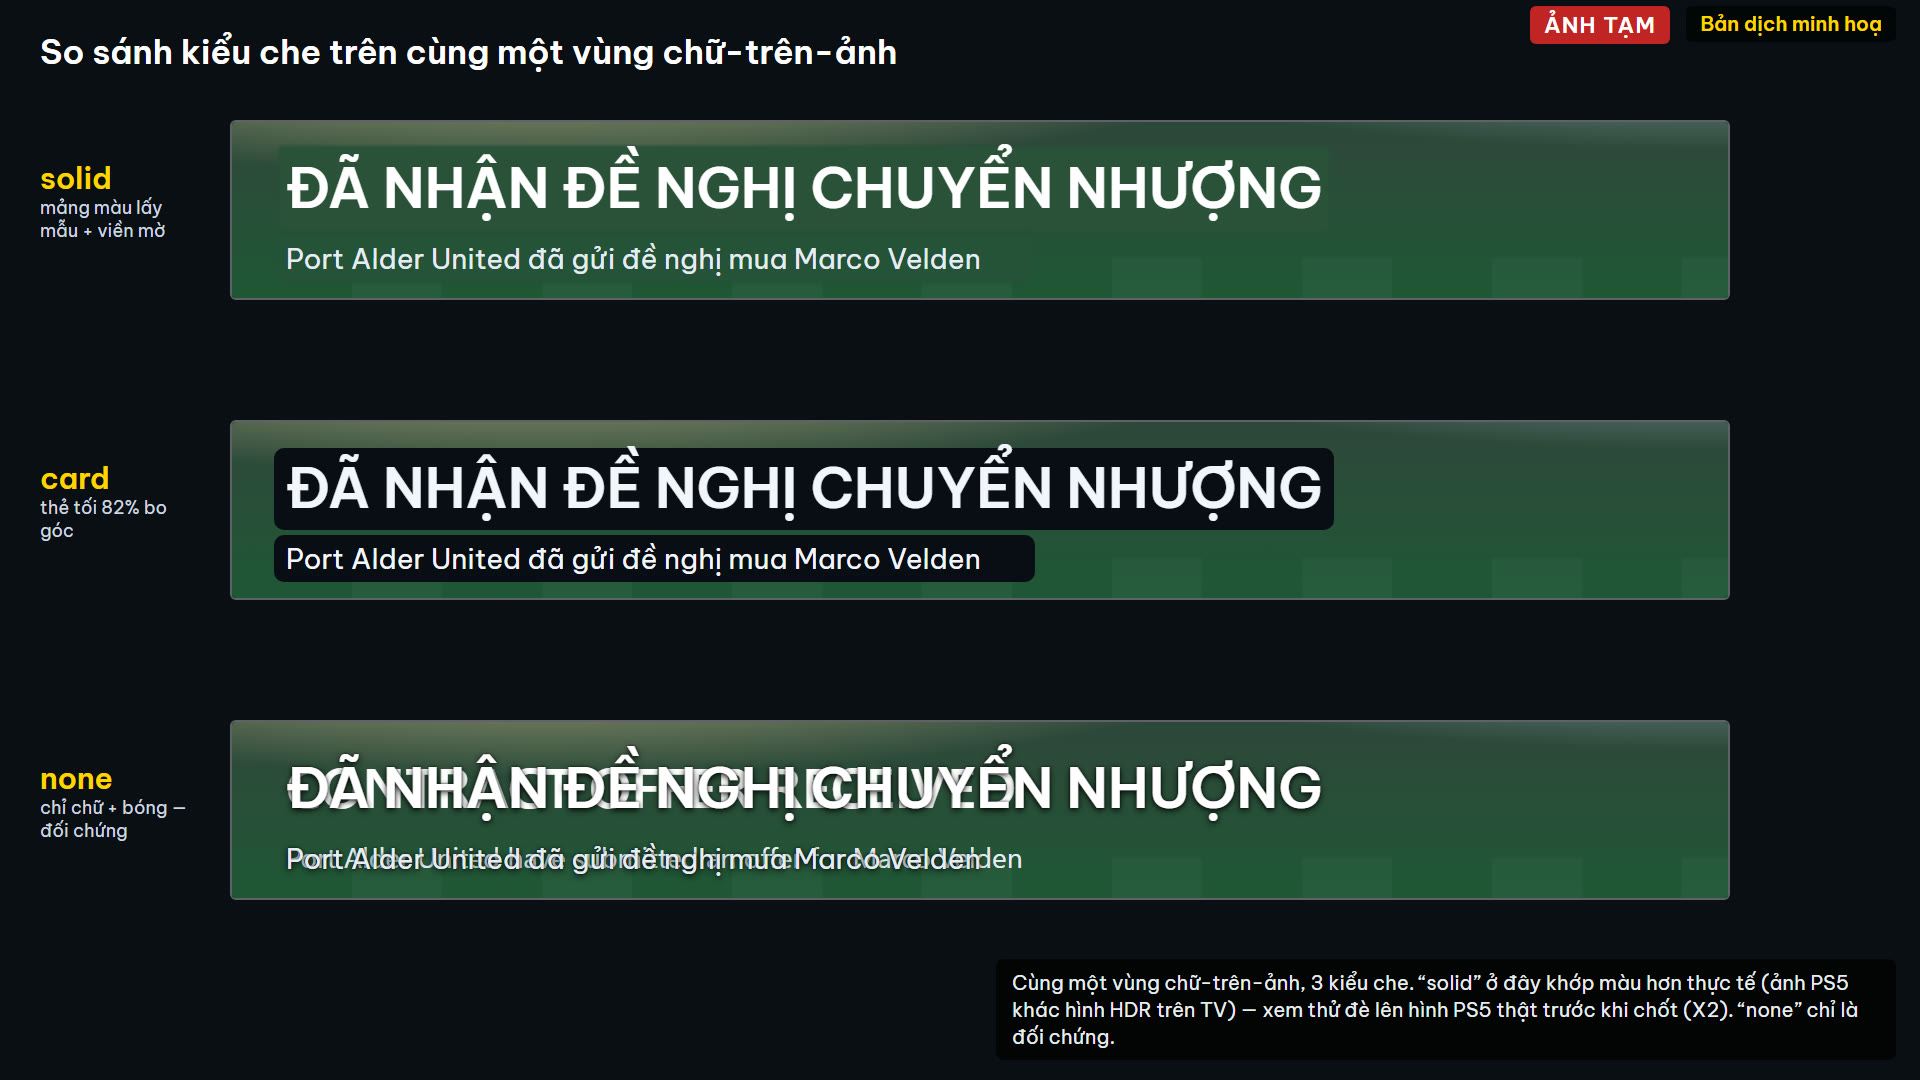 So sánh kiểu che trên cùng một vùng chữ-trên-ảnh
ẢNH TẠM
Bản dịch minh hoạ
solid
mảng màu lấy
mẫu + viền mờ
ĐÃ NHẬN ĐỀ NGHỊ CHUYỂN NHƯỢNG
Port Alder United đã gửi đề nghị mua Marco Velden
card
thẻ tối 82% bo
góc
ĐÃ NHẬN ĐỀ NGHỊ CHUYỂN NHƯỢNG
Port Alder United đã gửi đề nghị mua Marco Velden
none
chỉ chữ + bóng —
đối chứng
ĐÃ NHẬN ĐỀ NGHỊ CHUYỂN NHƯỢNG
Port Alder United đã gửi đề nghị mua Marco Velden
Cùng một vùng chữ-trên-ảnh, 3 kiểu che. “solid” ở đây khớp màu hơn thực tế (ảnh PS5
khác hình HDR trên TV) — xem thử đè lên hình PS5 thật trước khi chốt (X2). “none” chỉ là
đối chứng.